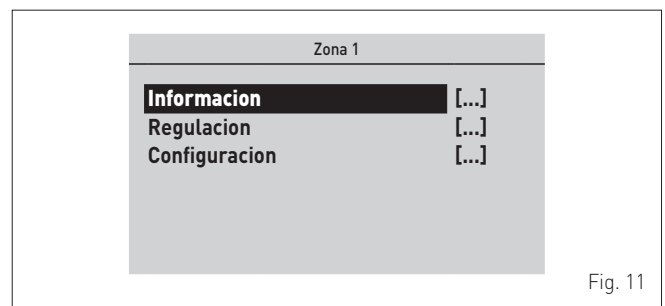 Zona 1
Informacion [...]
Regulacion [...]
Configuracion [...]
Fig. 11